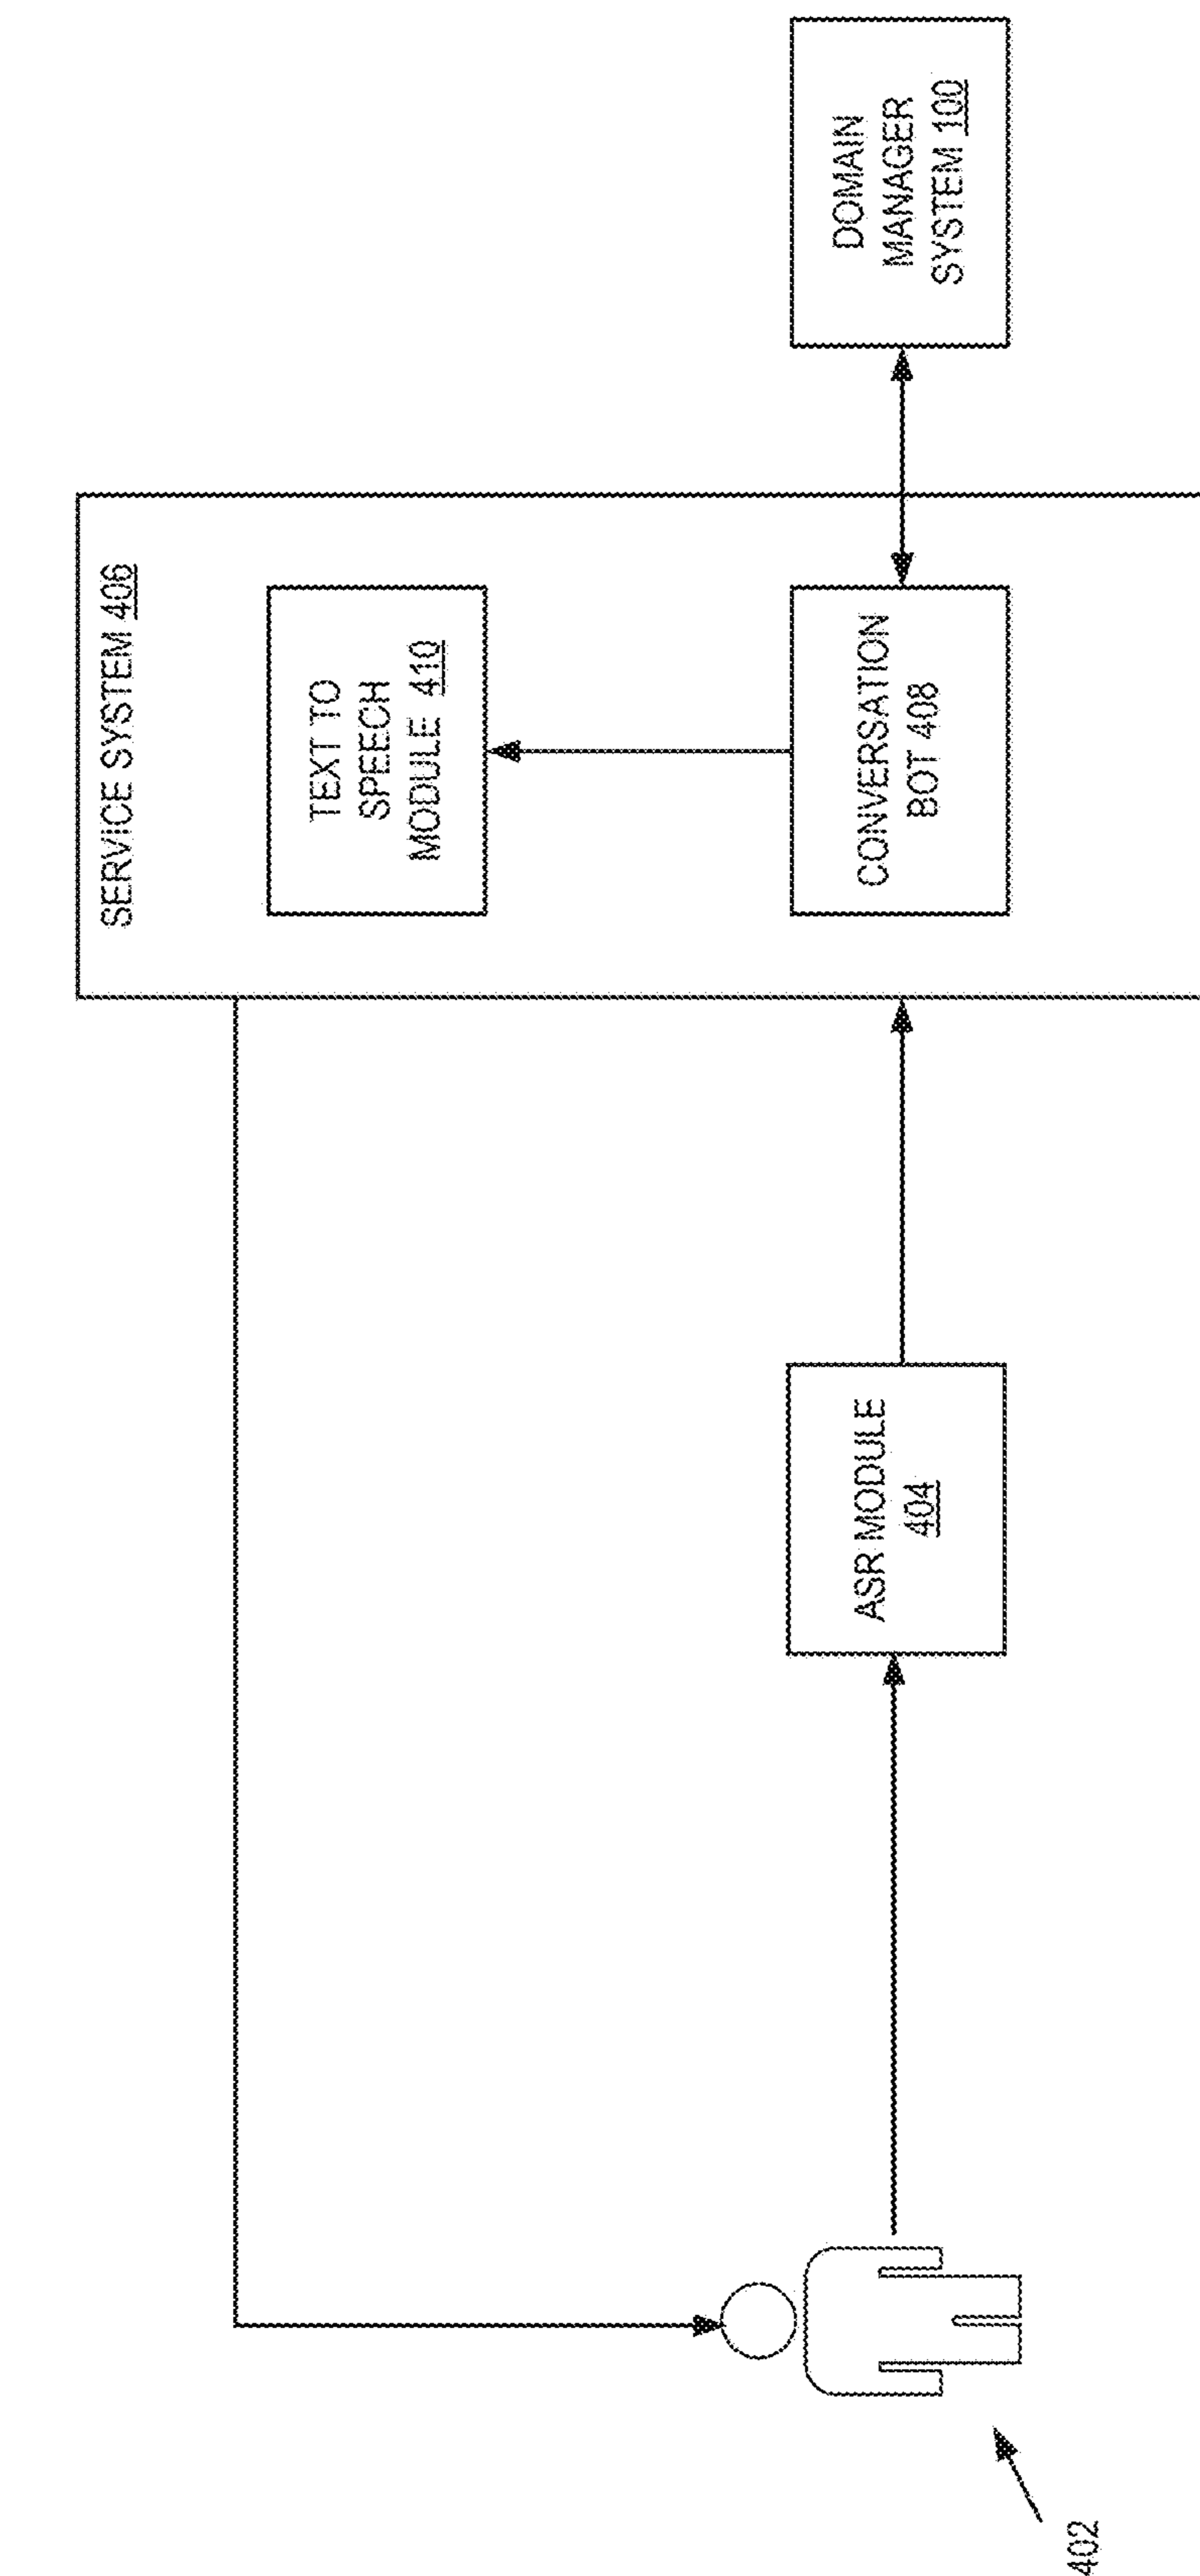 SERVICE SYSTEM 406
TEXT TO
SPEECH
MODULE 410
CONVERSATION
BOT 408
DOMAIN
MANAGER
SYSTEM 100
ASR MODULE
404
402